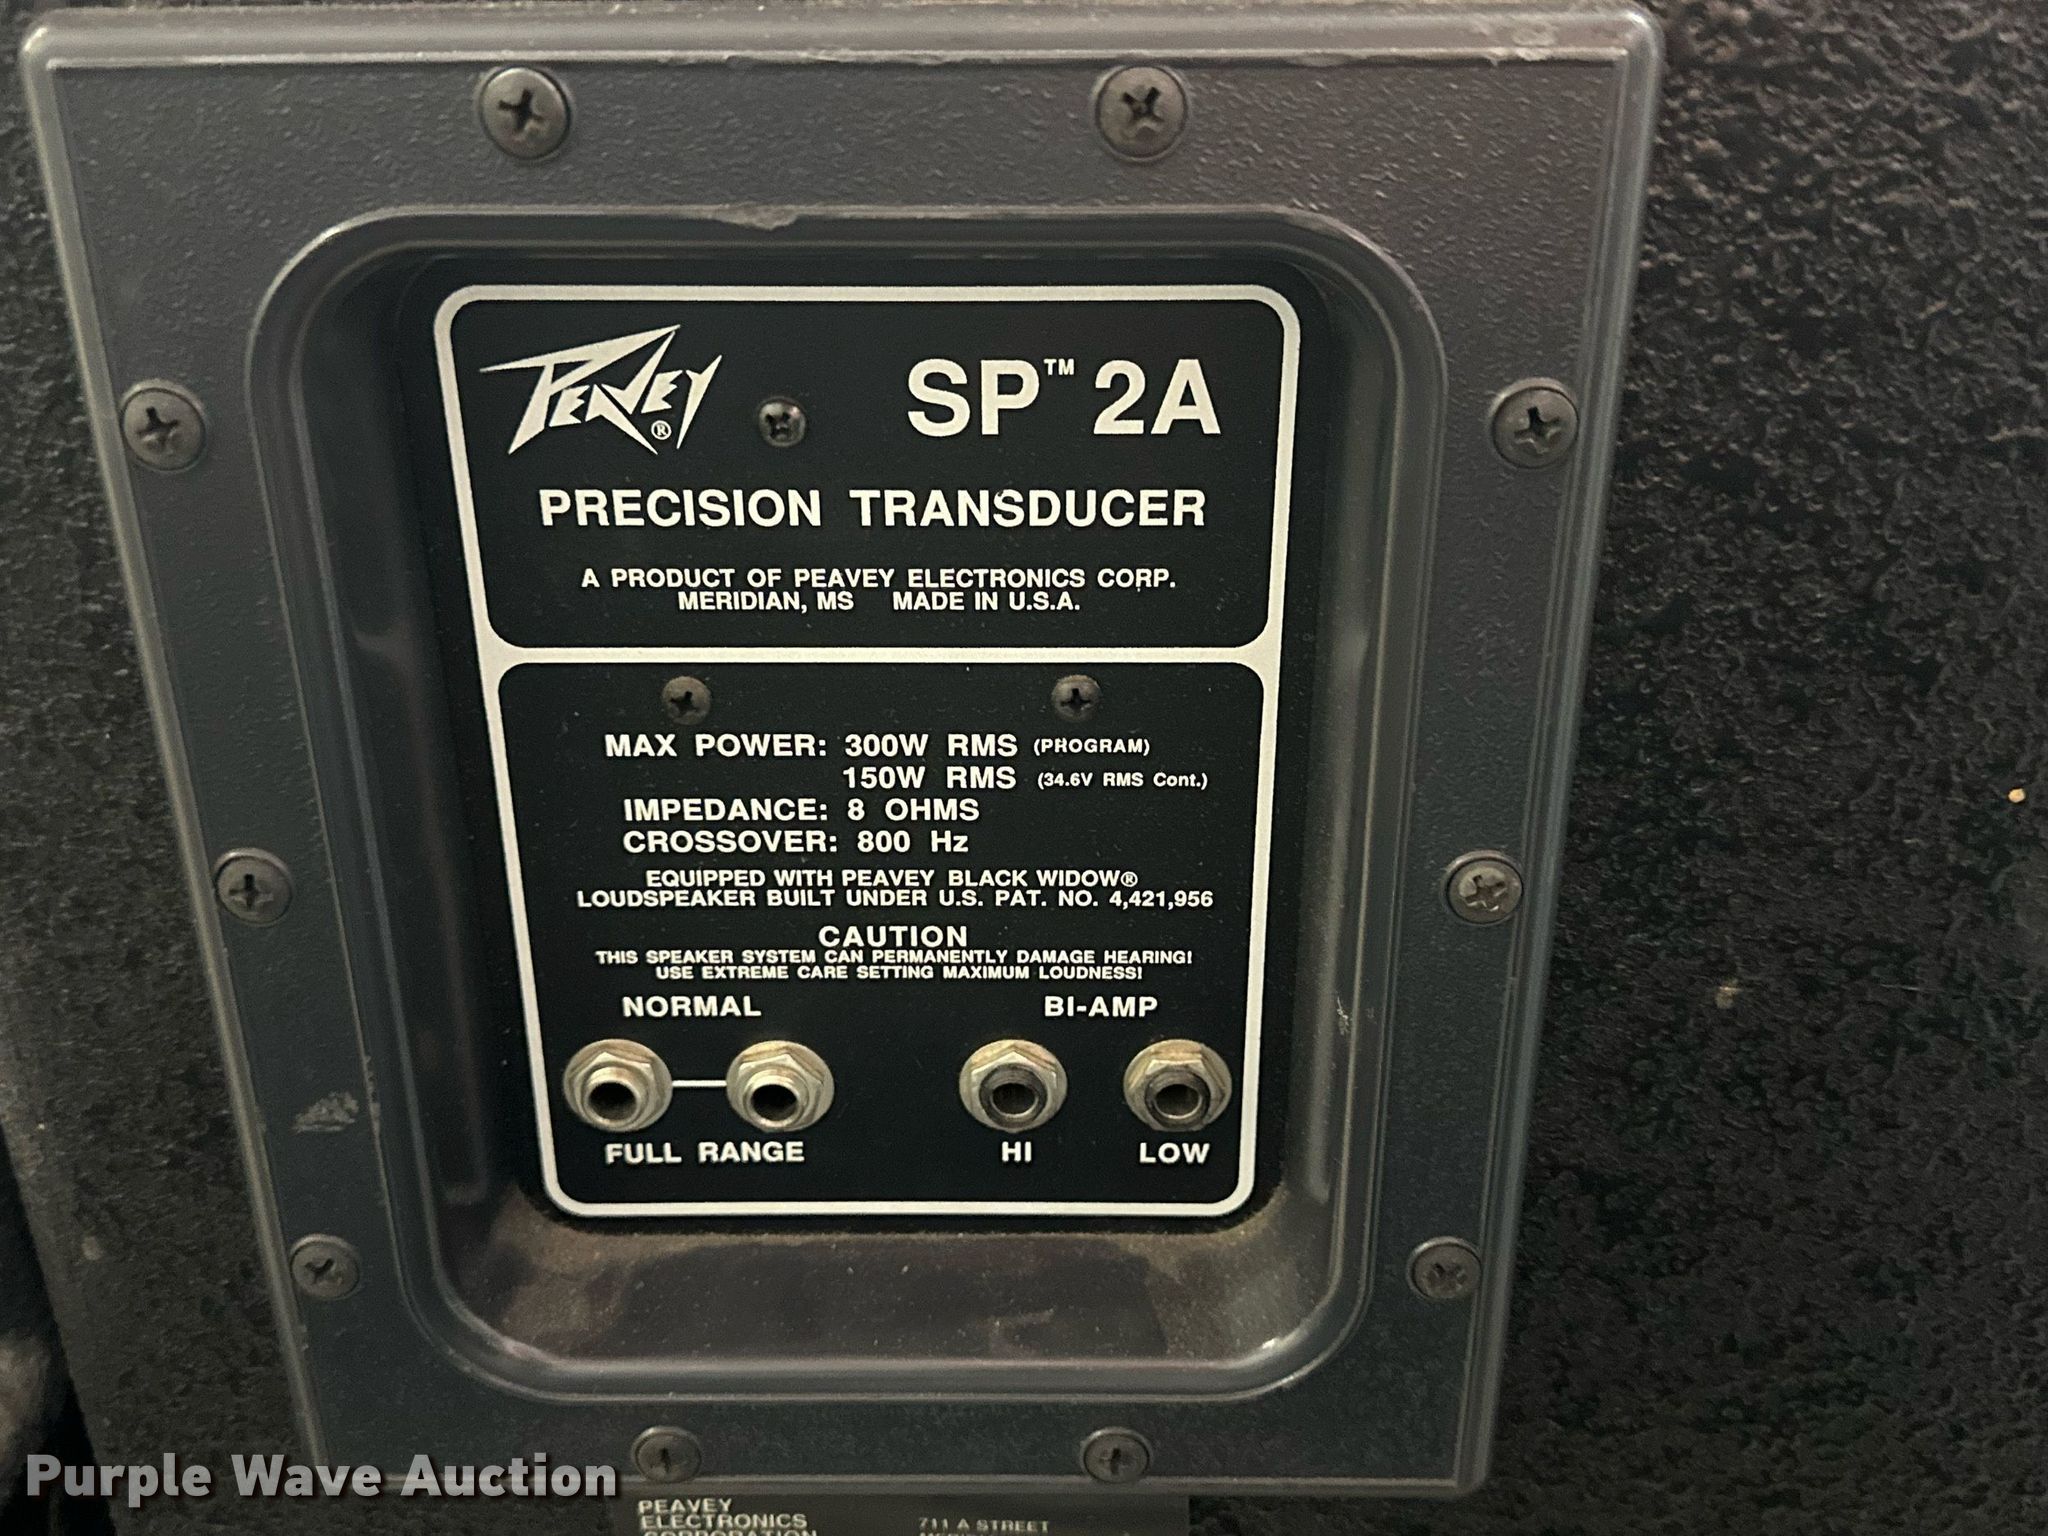 PEAVEY®
SP™ 2A
PRECISION TRANSDUCER
A PRODUCT OF PEAVEY ELECTRONICS CORP.
MERIDIAN, MS MADE IN U.S.A.
MAX POWER: 300W RMS (PROGRAM)
150W RMS (34.6V RMS Cont.)
IMPEDANCE: 8 OHMS
CROSSOVER: 800 Hz
EQUIPPED WITH PEAVEY BLACK WIDOW®
LOUDSPEAKER BUILT UNDER U.S. PAT. NO. 4,421,956
CAUTION
THIS SPEAKER SYSTEM CAN PERMANENTLY DAMAGE HEARING!
USE EXTREME CARE SETTING MAXIMUM LOUDNESS!
NORMAL BI-AMP
FULL RANGE HI LOW
Purple Wave Auction
PEAVEY
ELECTRONICS 711 A STREET
CORPORATION